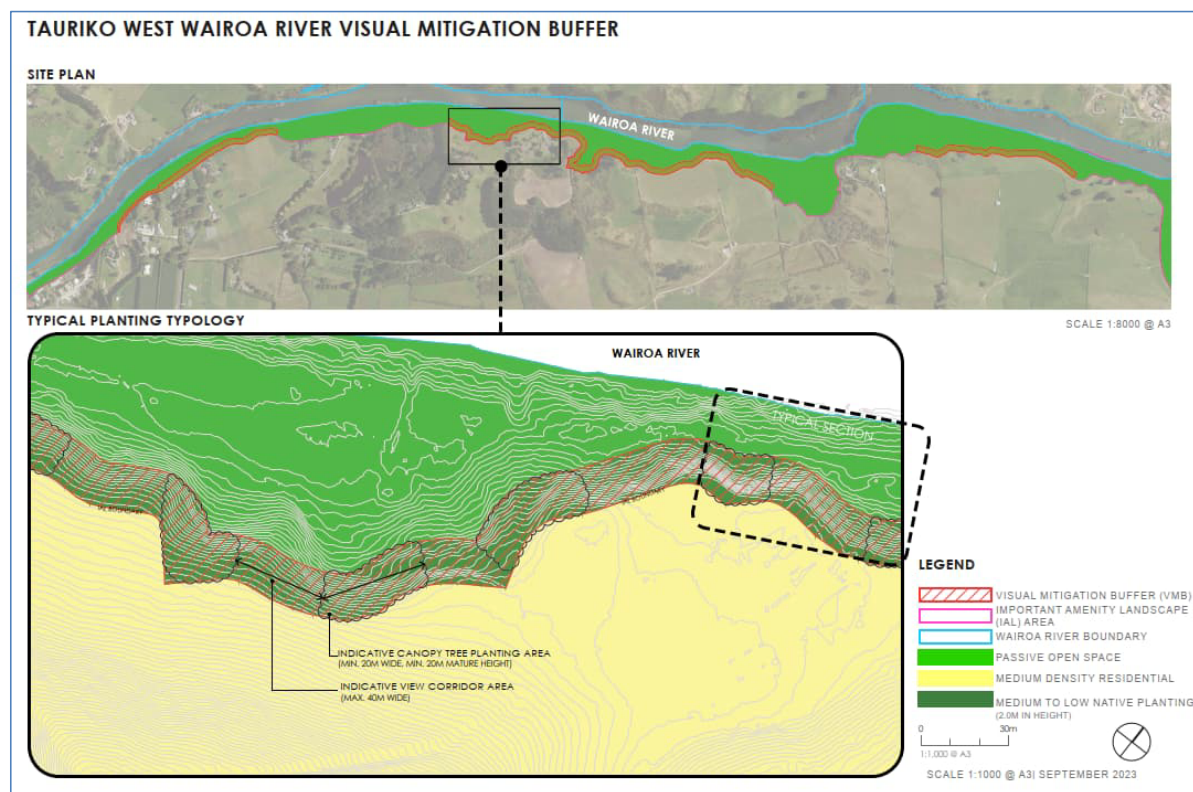 TAURIKO WEST WAIROA RIVER VISUAL MITIGATION BUFFER
SITE PLAN
WAIROA RIVER
TYPICAL PLANTING TYPOLOGY
SCALE 1:8000 @ A3
WAIROA RIVER
TYPICAL SECTION
IAL BOUNDARY
IAL BOUNDARY
INDICATIVE CANOPY TREE PLANTING AREA
(MIN. 20M WIDE, MIN. 20M MATURE HEIGHT)
INDICATIVE VIEW CORRIDOR AREA
(MAX. 40M WIDE)
LEGEND
VISUAL MITIGATION BUFFER (VMB)
IMPORTANT AMENITY LANDSCAPE
(IAL) AREA
WAIROA RIVER BOUNDARY
PASSIVE OPEN SPACE
MEDIUM DENSITY RESIDENTIAL
MEDIUM TO LOW NATIVE PLANTING
(2.0M IN HEIGHT)
0 30m
1:1,000 @ A3
SCALE 1:1000 @ A3| SEPTEMBER 2023